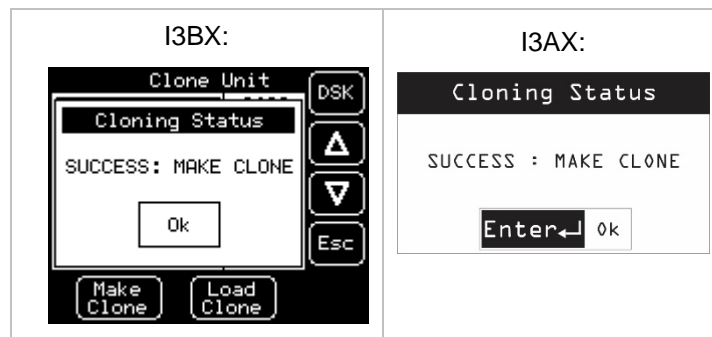 I3BX:
Clone Unit
DSK
Cloning Status
SUCCESS: MAKE CLONE
Ok
Esc
Make
Clone
Load
Clone
I3AX:
Cloning Status
SUCCESS : MAKE CLONE
Enter↵ Ok